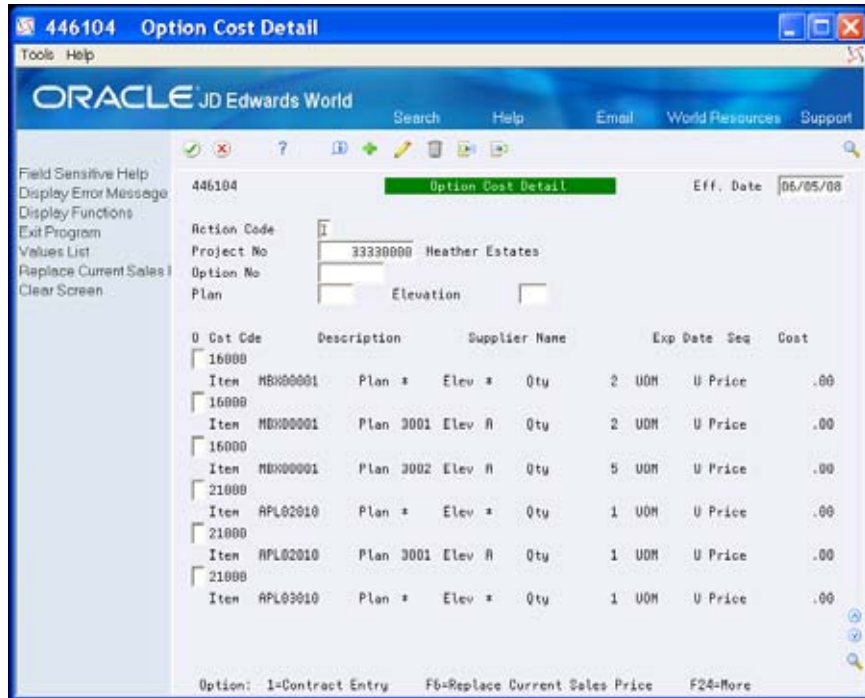 446104 Option Cost Detail
Tools Help
ORACLE JD Edwards World
Search Help Email World Resources Support
Field Sensitive Help
Display Error Message
Display Functions
Exit Program
Values List
Replace Current Sales
Clear Screen
446104 Option Cost Detail Eff. Date 06/05/08
Action Code I
Project No 33330000 Heather Estates
Option No
Plan Elevation
O Cst Cde Description Supplier Name Exp Date Seq Cost
16000
Item MBX00001 Plan * Elev * Qty 2 UOM U Price .00
16000
Item MBX00001 Plan 3001 Elev A Qty 2 UOM U Price .00
16000
Item MBX00001 Plan 3002 Elev A Qty 5 UOM U Price .00
21000
Item APL02010 Plan * Elev * Qty 1 UOM U Price .00
21000
Item APL02010 Plan 3001 Elev A Qty 1 UOM U Price .00
21000
Item APL03010 Plan * Elev * Qty 1 UOM U Price .00
Option: 1=Contract Entry F6=Replace Current Sales Price F24=More